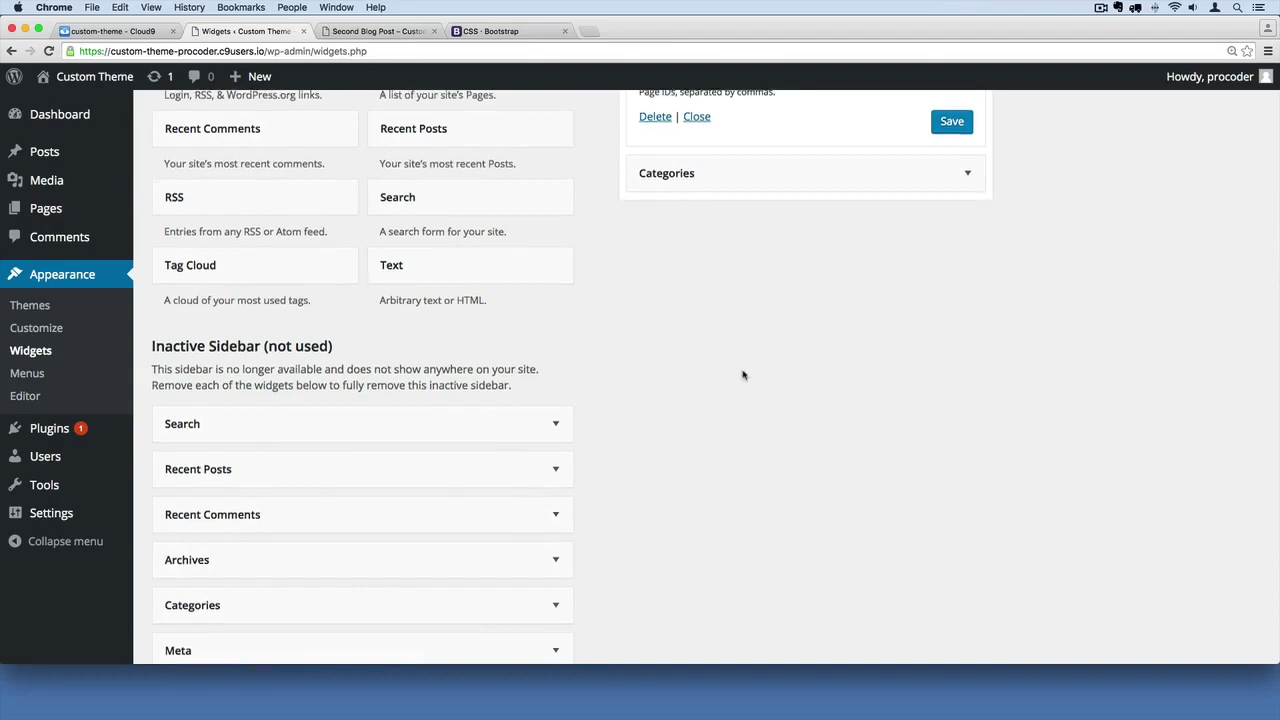 Chrome File Edit View History Bookmarks People Window Help
custom-theme - Cloud9 × Widgets ‹ Custom Theme × Second Blog Post – Custo × CSS · Bootstrap ×
https://custom-theme-procoder.c9users.io/wp-admin/widgets.php
Custom Theme 1 0 + New Howdy, procoder
Dashboard
Posts
Media
Pages
Comments
Appearance
Themes
Customize
Widgets
Menus
Editor
Plugins 1
Users
Tools
Settings
Collapse menu
Login, RSS, & WordPress.org links. A list of your site's Pages.
Recent Comments Recent Posts
Your site's most recent comments. Your site's most recent Posts.
RSS Search
Entries from any RSS or Atom feed. A search form for your site.
Tag Cloud Text
A cloud of your most used tags. Arbitrary text or HTML.
Inactive Sidebar (not used)
This sidebar is no longer available and does not show anywhere on your site.
Remove each of the widgets below to fully remove this inactive sidebar.
Search
Recent Posts
Recent Comments
Archives
Categories
Meta
Page IDs, separated by commas.
Delete | Close Save
Categories